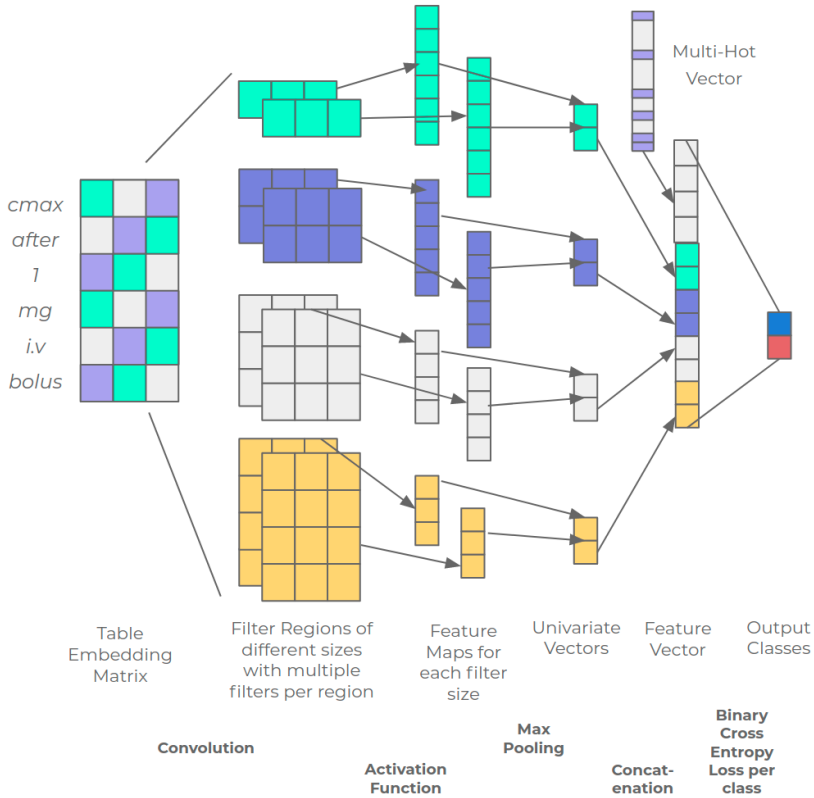 Multi-Hot
Vector
cmax
after
1
mg
i.v
bolus
Table
Embedding
Matrix
Filter Regions of
different sizes
with multiple
filters per region
Feature
Maps for
each filter
size
Univariate
Vectors
Feature
Vector
Output
Classes
Convolution
Activation
Function
Max
Pooling
Concat-
enation
Binary
Cross
Entropy
Loss per
class